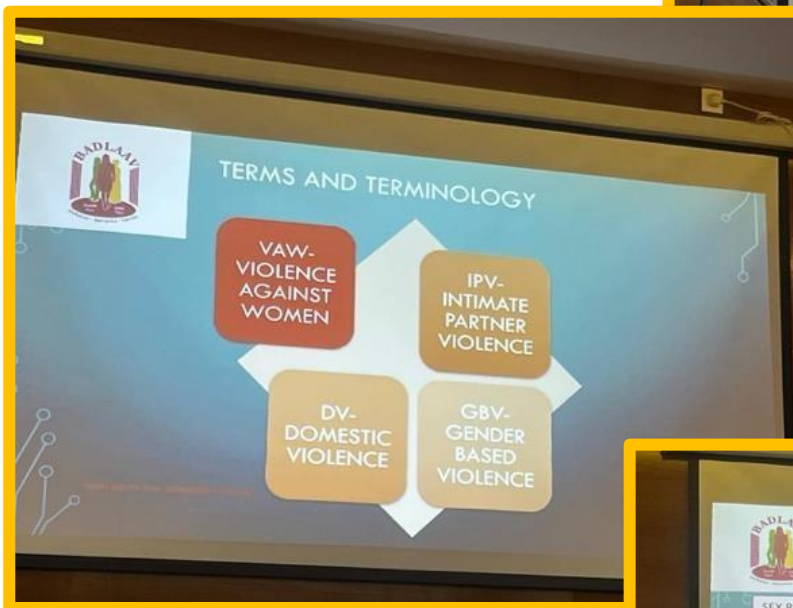 BADLAAV
TERMS AND TERMINOLOGY
VAW-
VIOLENCE
AGAINST
WOMEN
IPV-
INTIMATE
PARTNER
VIOLENCE
DV-
DOMESTIC
VIOLENCE
GBV-
GENDER
BASED
VIOLENCE